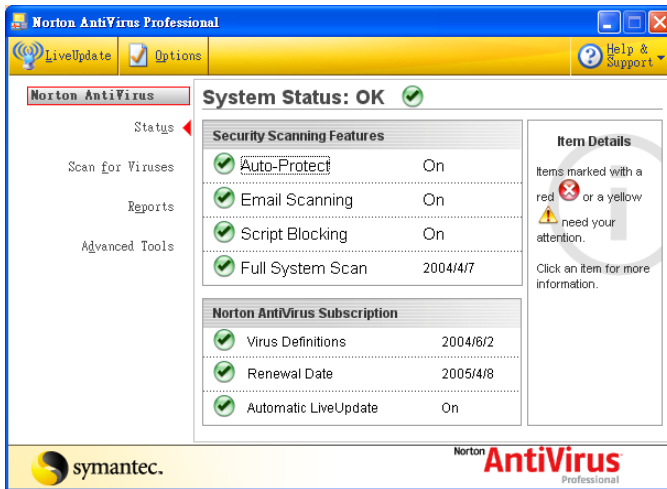 Norton AntiVirus Professional
LiveUpdate
Options
Help &
Support
Norton AntiVirus
Status
Scan for Viruses
Reports
Advanced Tools
System Status: OK
Security Scanning Features
Auto-Protect On
Email Scanning On
Script Blocking On
Full System Scan 2004/4/7
Norton AntiVirus Subscription
Virus Definitions 2004/6/2
Renewal Date 2005/4/8
Automatic LiveUpdate On
Item Details
Items marked with a
red or a yellow
need your
attention.
Click an item for more
information.
symantec.
Norton AntiVirus
Professional